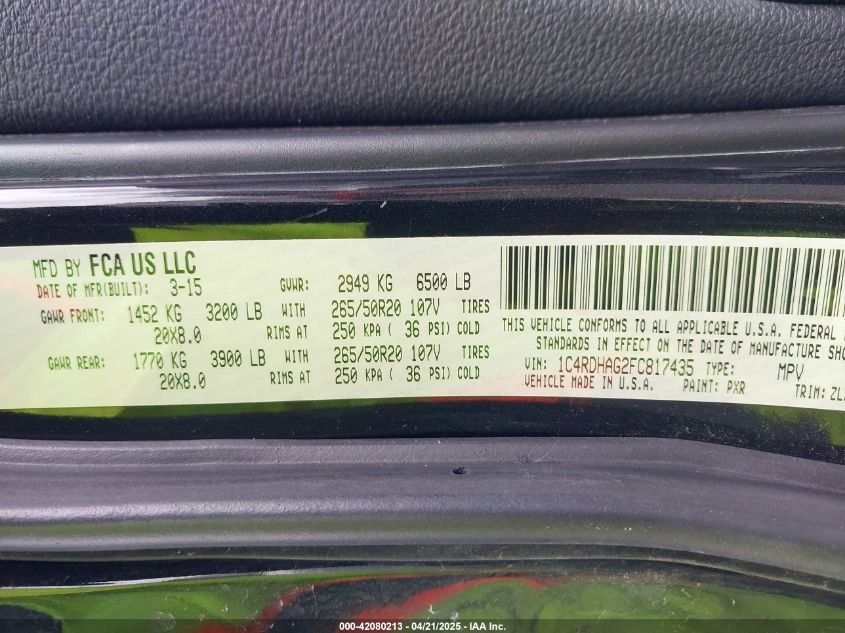 MFD BY FCA US LLC
DATE OF MFR(BUILT): 3-15 GVWR: 2949 KG 6500 LB
GAWR FRONT: 1452 KG 3200 LB WITH 265/50R20 107V TIRES
20X8.0 RIMS AT 250 KPA ( 36 PSI) COLD
GAWR REAR: 1770 KG 3900 LB WITH 265/50R20 107V TIRES
20X8.0 RIMS AT 250 KPA ( 36 PSI) COLD
THIS VEHICLE CONFORMS TO ALL APPLICABLE U.S.A. FEDERAL
STANDARDS IN EFFECT ON THE DATE OF MANUFACTURE
VIN: 1C4RDHAG2FC817435 TYPE: MPV
VEHICLE MADE IN U.S.A. PAINT: PXR TRIM:
000-42080213 - 04/21/2025 - IAA Inc.